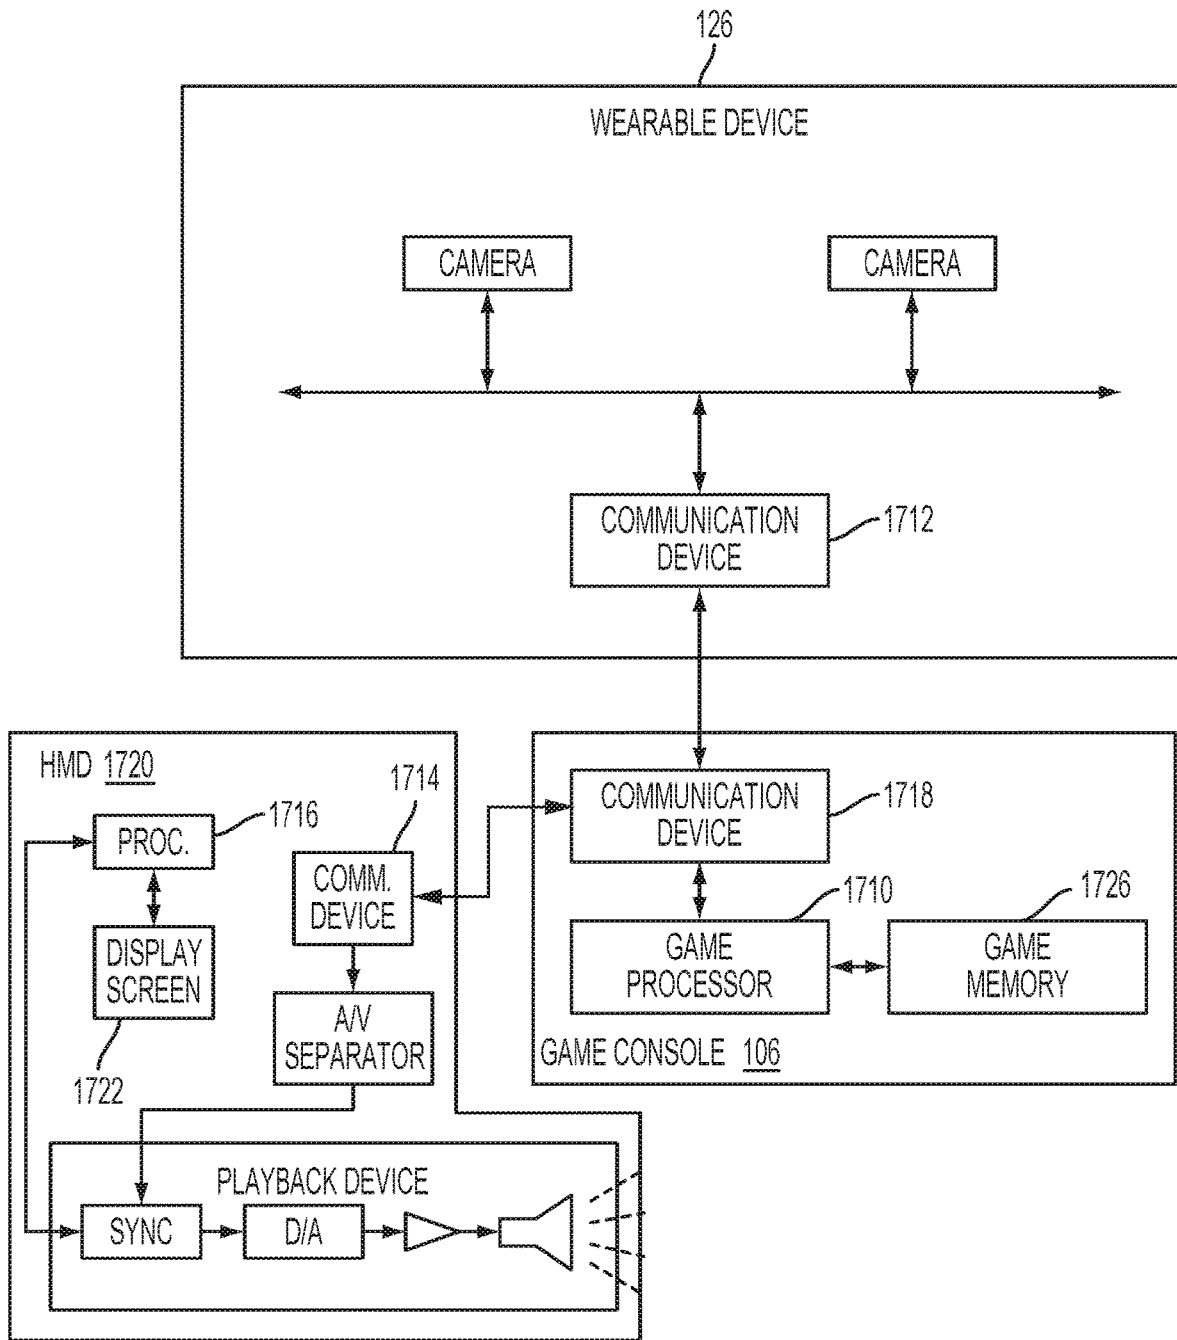 126
WEARABLE DEVICE
CAMERA
CAMERA
COMMUNICATION
DEVICE
1712
HMD 1720
1714
1716
PROC.
COMM.
DEVICE
DISPLAY
SCREEN
1722
A/V
SEPARATOR
PLAYBACK DEVICE
SYNC
D/A
COMMUNICATION
DEVICE
1718
1710
1726
GAME
PROCESSOR
GAME
MEMORY
GAME CONSOLE 106